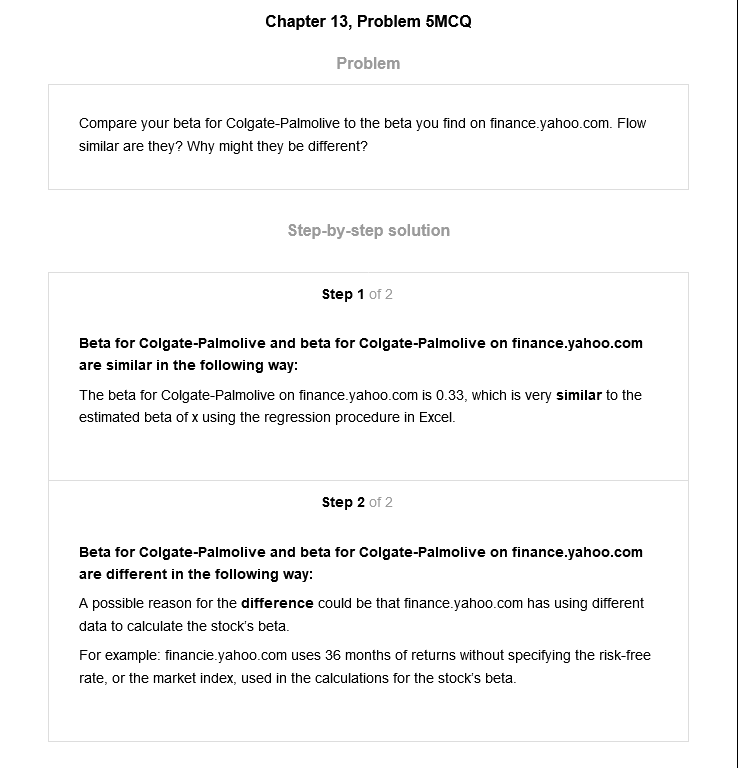 Chapter 13, Problem 5MCQ
Problem
Compare your beta for Colgate-Palmolive to the beta you find on finance.yahoo.com. Flow
similar are they? Why might they be different?
Step-by-step solution
Step 1 of 2
Beta for Colgate-Palmolive and beta for Colgate-Palmolive on finance.yahoo.com
are similar in the following way:
The beta for Colgate-Palmolive on finance.yahoo.com is 0.33, which is very similar to the
estimated beta of x using the regression procedure in Excel.
Step 2 of 2
Beta for Colgate-Palmolive and beta for Colgate-Palmolive on finance.yahoo.com
are different in the following way:
A possible reason for the difference could be that finance.yahoo.com has using different
data to calculate the stock's beta.
For example: financie.yahoo.com uses 36 months of returns without specifying the risk-free
rate, or the market index, used in the calculations for the stock's beta.